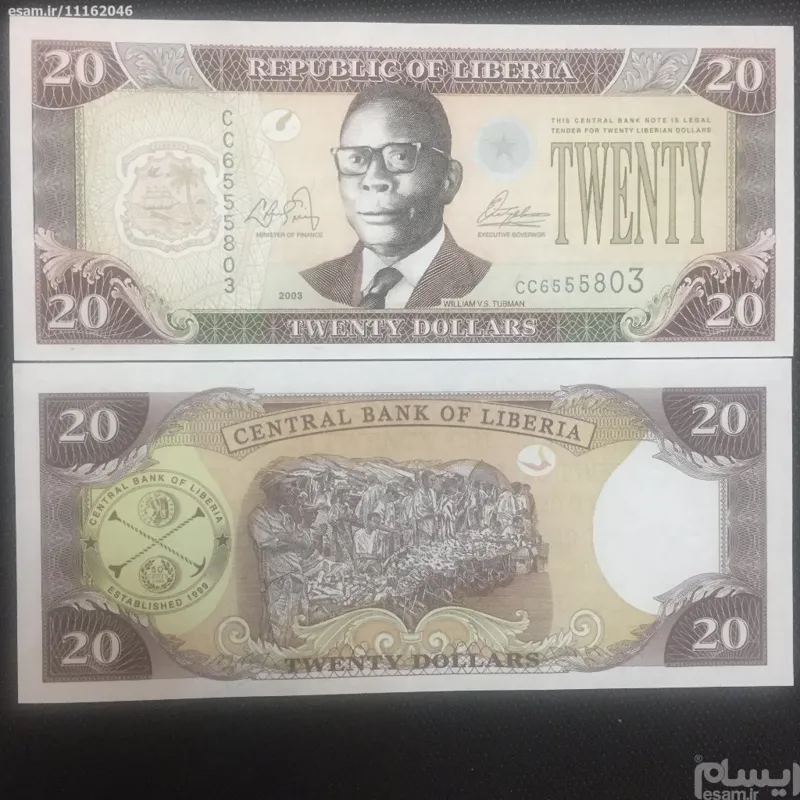 esam.ir/11162046
20
REPUBLIC OF LIBERIA
20
THIS CENTRAL BANK NOTE IS LEGAL
TENDER FOR TWENTY LIBERIAN DOLLARS
CC6555803
TWENTY
MINISTER OF FINANCE
EXECUTIVE GOVERNOR
CC6555803
2003
WILLIAM V.S. TUBMAN
20
TWENTY DOLLARS
20
20
CENTRAL BANK OF LIBERIA
20
CENTRAL BANK OF LIBERIA
50
ESTABLISHED 1999
20
TWENTY DOLLARS
20
ایسام
esam.ir